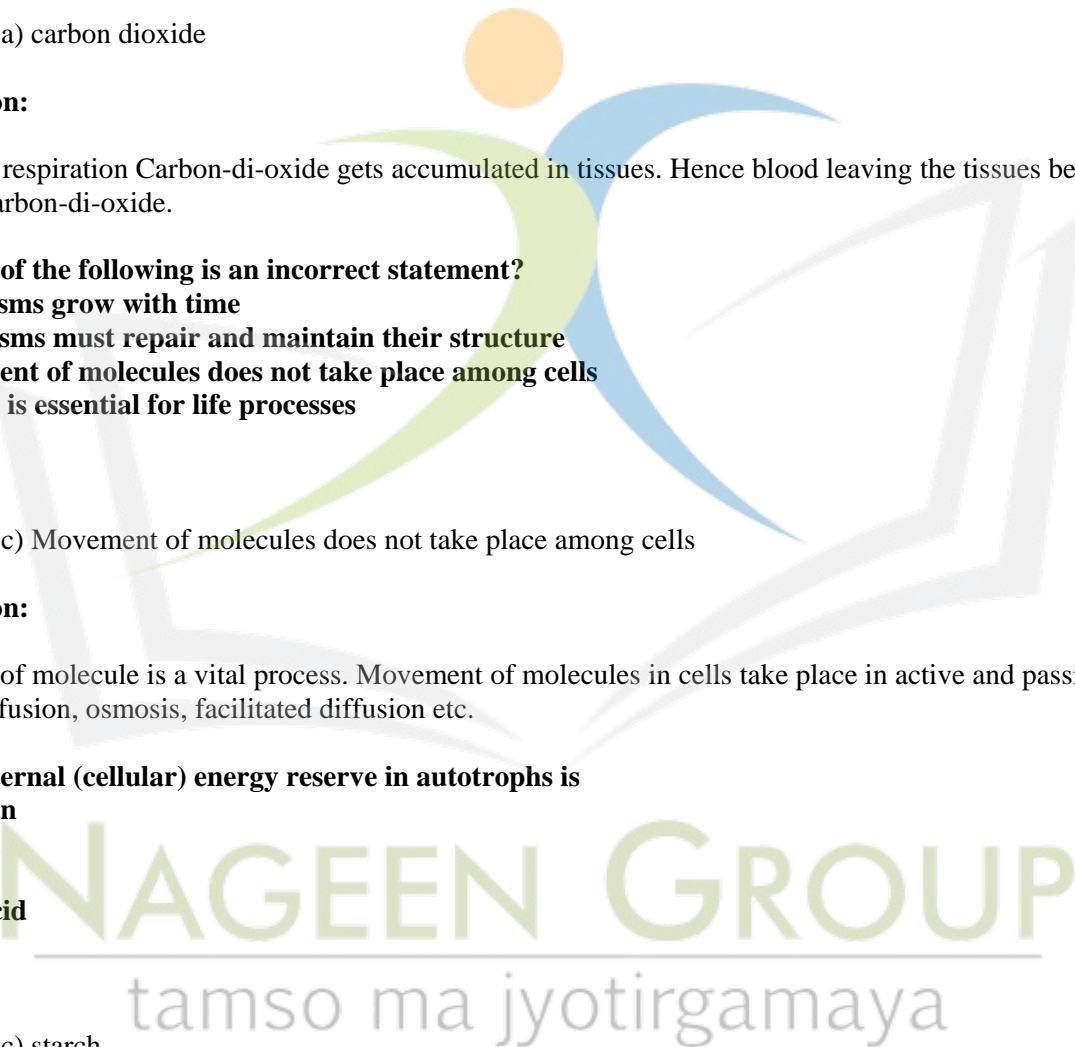 a) carbon dioxide
on:
respiration Carbon-di-oxide gets accumulated in tissues. Hence blood leaving the tissues be
arbon-di-oxide.
of the following is an incorrect statement?
sms grow with time
sms must repair and maintain their structure
ent of molecules does not take place among cells
is essential for life processes
c) Movement of molecules does not take place among cells
on:
of molecule is a vital process. Movement of molecules in cells take place in active and passi
fusion, osmosis, facilitated diffusion etc.
ternal (cellular) energy reserve in autotrophs is
n
cid
NAGEEN GROUP
tamso ma jyotirgamaya
c) starch